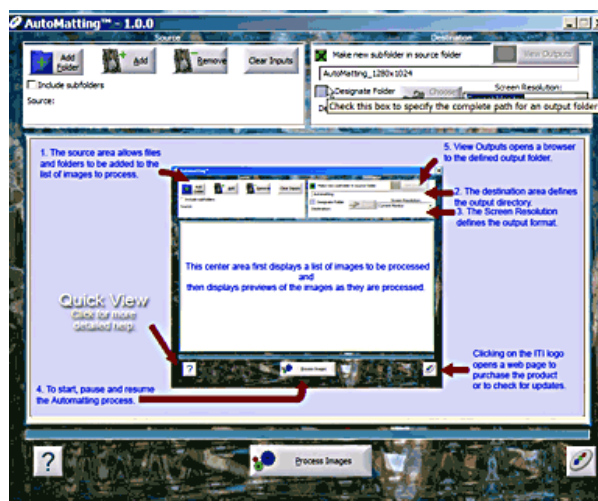 AutoMatting™ - 1.0.0
Source
Destination
Add
Folder
Add
Remove
Clear Inputs
Make new subfolder in source folder
View Outputs
AutoMatting_1280x1024
Include subfolders
Designate Folder
Choose
Screen Resolution:
Source:
Check this box to specify the complete path for an output folder
1. The source area allows files
and folders to be added to the
list of images to process.
5. View Outputs opens a browser
to the defined output folder.
2. The destination area defines
the output directory.
3. The Screen Resolution
defines the output format.
This center area first displays a list of images to be processed
and
then displays previews of the images as they are processed.
Quick View
Click for more
detailed help.
4. To start, pause and resume
the Automatting process.
Clicking on the ITI logo
opens a web page to
purchase the product
or to check for updates.
?
Process Images
?
Process Images